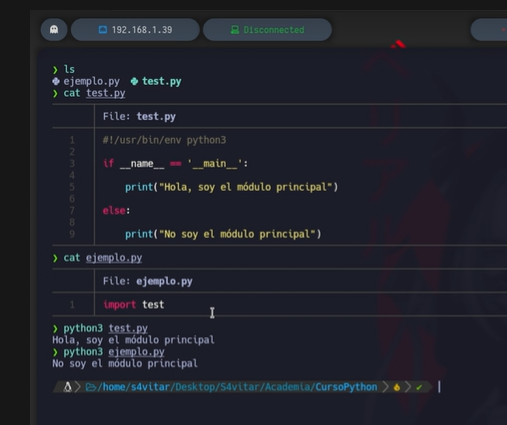 192.168.1.39 Disconnected
❯ ls
ejemplo.py test.py
❯ cat test.py
File: test.py
1 #!/usr/bin/env python3
2
3 if __name__ == '__main__':
4
5 print("Hola, soy el módulo principal")
6
7 else:
8
9 print("No soy el módulo principal")
❯ cat ejemplo.py
File: ejemplo.py
1 import test
❯ python3 test.py
Hola, soy el módulo principal
❯ python3 ejemplo.py
No soy el módulo principal
/home/s4vitar/Desktop/S4vitar/Academia/CursoPython